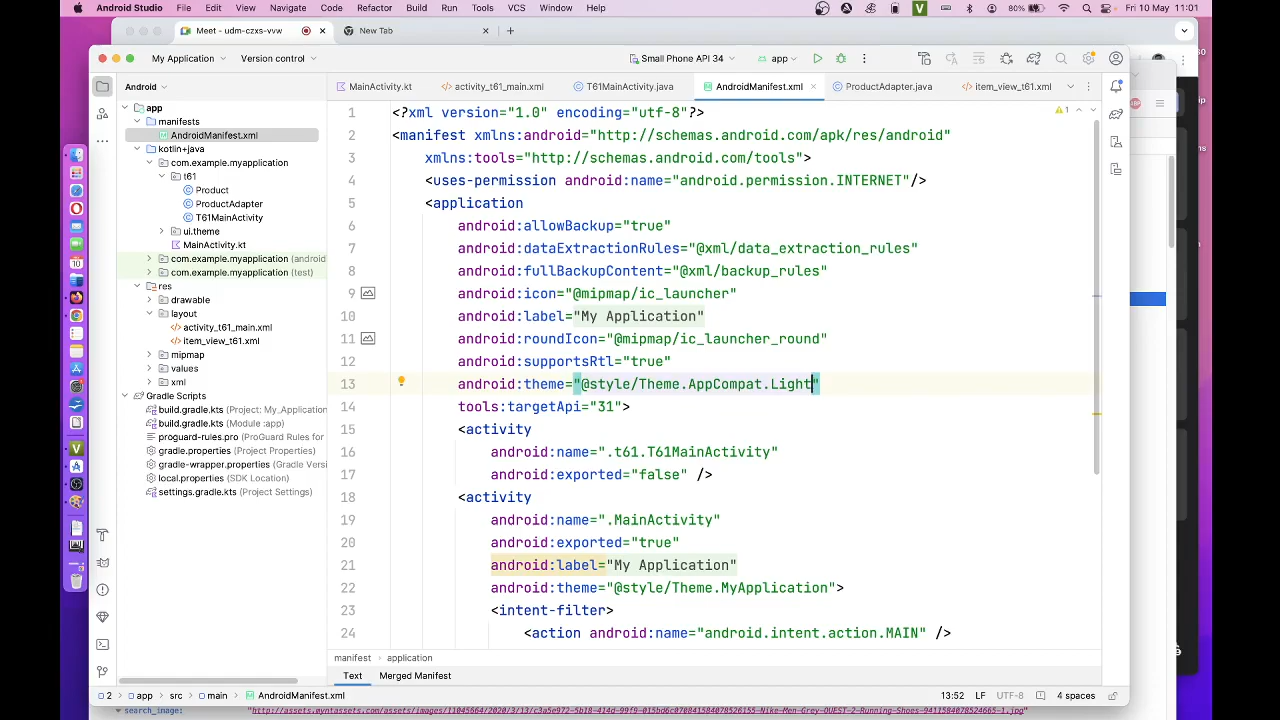 Android Studio File Edit View Navigate Code Refactor Build Run Tools VCS Window Help V 80% Fri 10 May 11:01
Meet - udm-czxs-vvw New Tab
My Application Version control Small Phone API 34 app
Android MainActivity.kt activity_t61_main.xml T61MainActivity.java AndroidManifest.xml ProductAdapter.java item_view_t61.xml
app
manifests
AndroidManifest.xml
kotlin+java
com.example.myapplication
t61
Product
ProductAdapter
T61MainActivity
ui.theme
MainActivity.kt
com.example.myapplication (android
com.example.myapplication (test)
res
drawable
layout
activity_t61_main.xml
item_view_t61.xml
mipmap
values
xml
Gradle Scripts
build.gradle.kts (Project: My_Application
build.gradle.kts (Module :app)
proguard-rules.pro (ProGuard Rules for
gradle.properties (Project Properties)
gradle-wrapper.properties (Gradle Versi
local.properties (SDK Location)
settings.gradle.kts (Project Settings)
1 <?xml version="1.0" encoding="utf-8"?>
2 <manifest xmlns:android="http://schemas.android.com/apk/res/android"
3 xmlns:tools="http://schemas.android.com/tools">
4 <uses-permission android:name="android.permission.INTERNET"/>
5 <application
6 android:allowBackup="true"
7 android:dataExtractionRules="@xml/data_extraction_rules"
8 android:fullBackupContent="@xml/backup_rules"
9 android:icon="@mipmap/ic_launcher"
10 android:label="My Application"
11 android:roundIcon="@mipmap/ic_launcher_round"
12 android:supportsRtl="true"
13 android:theme="@style/Theme.AppCompat.Light"
14 tools:targetApi="31">
15 <activity
16 android:name=".t61.T61MainActivity"
17 android:exported="false" />
18 <activity
19 android:name=".MainActivity"
20 android:exported="true"
21 android:label="My Application"
22 android:theme="@style/Theme.MyApplication">
23 <intent-filter>
24 <action android:name="android.intent.action.MAIN" />
1
manifest application
Text Merged Manifest
2 app src main AndroidManifest.xml 13:52 LF UTF-8 4 spaces
search_image: